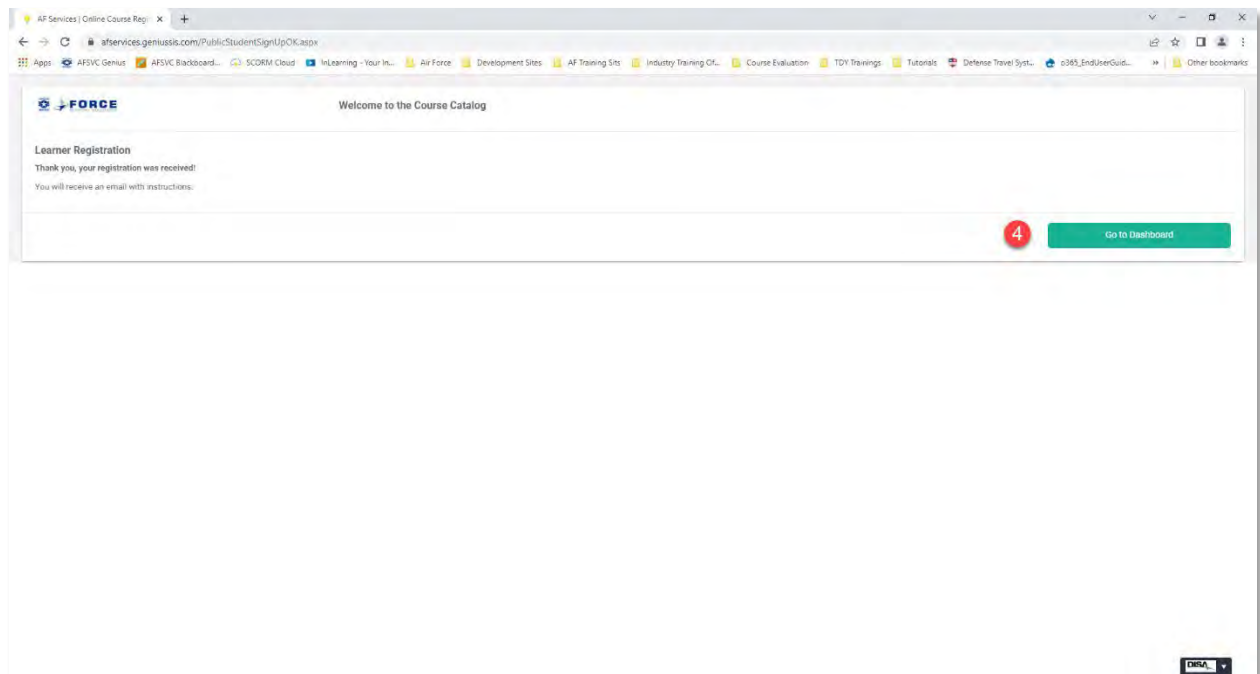 AF Services | Online Course Regi
afservices.geniussis.com/PublicStudentSignUpOK.aspx
Apps AFSVC Genius AFSVC Blackboard... SCORM Cloud InLearning - Your In... Air Force Development Sites AF Training Sits Industry Training Of... Course Evaluation TDY Trainings Tutorials Defense Travel Syst... o365_EndUserGuid... » Other bookmarks
FORCE
Welcome to the Course Catalog
Learner Registration
Thank you, your registration was received!
You will receive an email with instructions.
4 Go to Dashboard
DISA